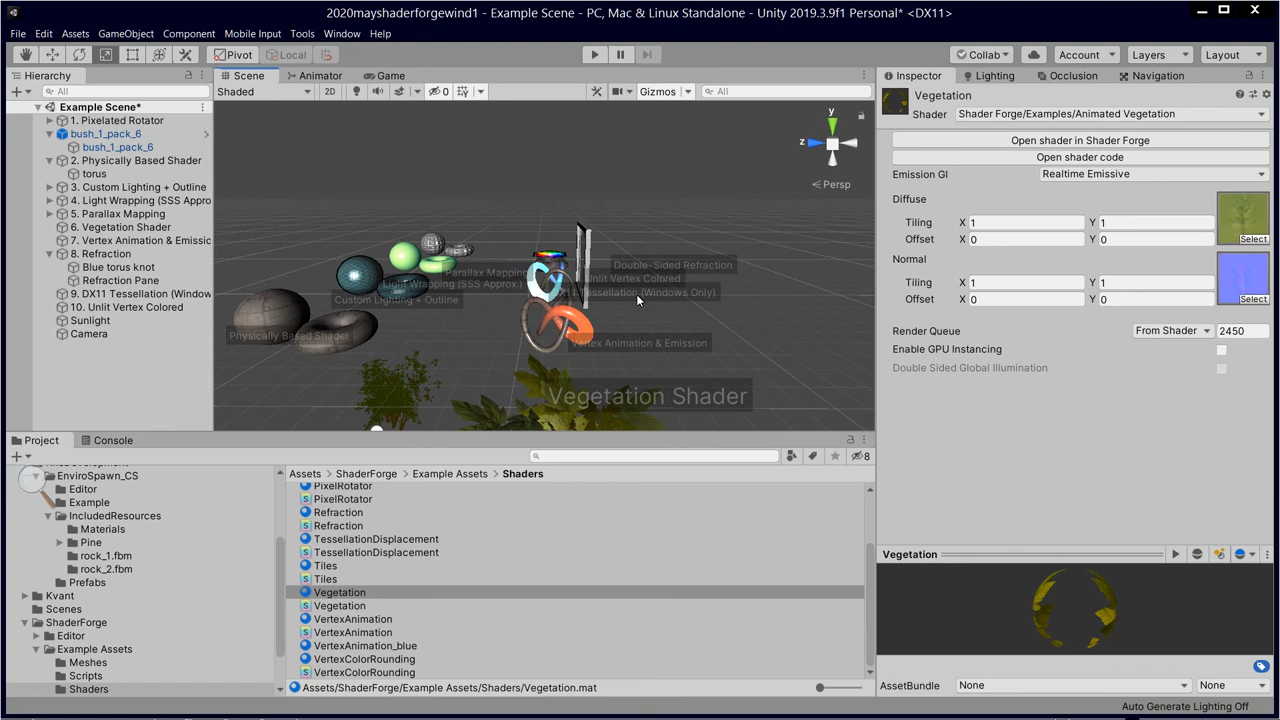 2020mayshaderforgewind1 - Example Scene - PC, Mac & Linux Standalone - Unity 2019.3.9f1 Personal* <DX11>
File Edit Assets GameObject Component Mobile Input Tools Window Help
Pivot Local Collab Account Layers Layout
Hierarchy
All
Example Scene*
1. Pixelated Rotator
bush_1_pack_6
bush_1_pack_6
2. Physically Based Shader
torus
3. Custom Lighting + Outline
4. Light Wrapping (SSS Appro
5. Parallax Mapping
6. Vegetation Shader
7. Vertex Animation & Emissic
8. Refraction
Blue torus knot
Refraction Pane
9. DX11 Tessellation (Window
10. Unlit Vertex Colored
Sunlight
Camera
Scene Animator Game
Shaded 2D 0 Gizmos All
y
z
Persp
Double-Sided Refraction
Parallax Mapping
Unlit Vertex Colored
Light Wrapping (SSS Approx.)
DX11 Tessellation (Windows Only)
Custom Lighting + Outline
Physically Based Shader
Vertex Animation & Emission
Vegetation Shader
Inspector Lighting Occlusion Navigation
Vegetation
Shader Shader Forge/Examples/Animated Vegetation
Open shader in Shader Forge
Open shader code
Emission GI Realtime Emissive
Diffuse
Tiling X 1 Y 1
Offset X 0 Y 0
Select
Normal
Tiling X 1 Y 1
Offset X 0 Y 0
Select
Render Queue From Shader 2450
Enable GPU Instancing
Double Sided Global Illumination
Project Console
8
EnviroSpawn_CS
Editor
Example
IncludedResources
Materials
Pine
rock_1.fbm
rock_2.fbm
Prefabs
Kvant
Scenes
ShaderForge
Editor
Example Assets
Meshes
Scripts
Shaders
Assets > ShaderForge > Example Assets > Shaders
PixelRotator
PixelRotator
Refraction
Refraction
TessellationDisplacement
TessellationDisplacement
Tiles
Tiles
Vegetation
Vegetation
VertexAnimation
VertexAnimation
VertexAnimation_blue
VertexColorRounding
VertexColorRounding
Assets/ShaderForge/Example Assets/Shaders/Vegetation.mat
Vegetation
AssetBundle None None
Auto Generate Lighting Off